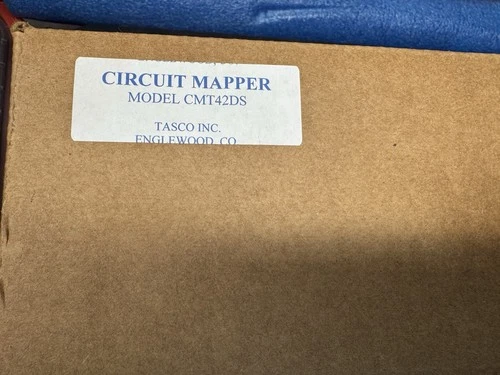 CIRCUIT MAPPER
MODEL CMT42DS
TASCO INC.
ENGLEWOOD, CO